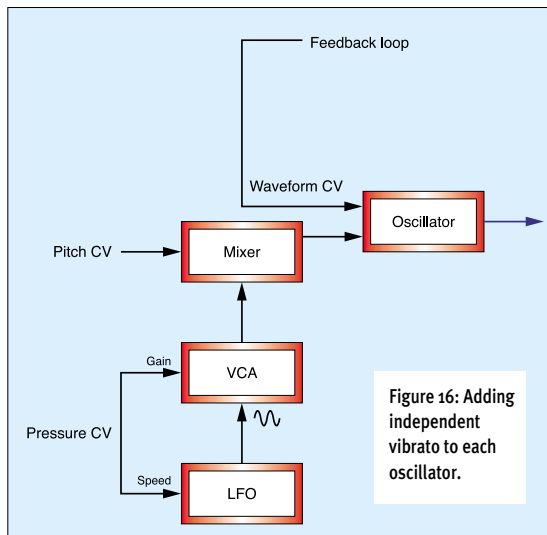 Feedback loop
Waveform CV
Oscillator
Pitch CV
Mixer
Gain
VCA
Pressure CV
Speed
LFO
Figure 16: Adding
independent
vibrato to each
oscillator.